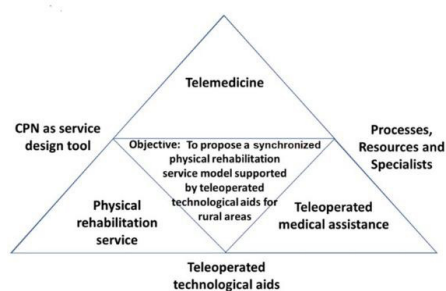 Telemedicine
CPN as service
design tool
Processes,
Resources and
Specialists
Objective: To propose a synchronized
physical rehabilitation
service model supported
by teleoperated
technological aids for
rural areas
Physical
rehabilitation
service
Teleoperated
medical assistance
Teleoperated
technological aids